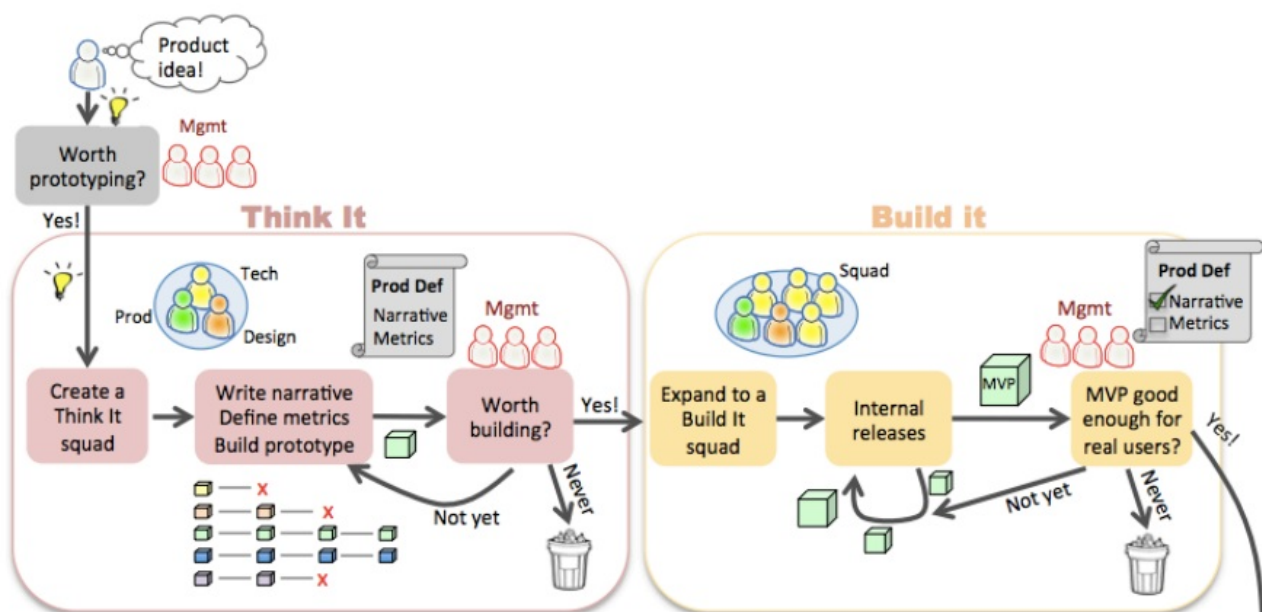 Product
idea!
Mgmt
Worth
prototyping?
Yes!
Think It
Tech
Prod
Design
Prod Def
Narrative
Metrics
Mgmt
Create a
Think It
squad
Write narrative
Define metrics
Build prototype
Worth
building?
Yes!
Not yet
Never
X
X
X
Build it
Squad
Prod Def
Narrative
Metrics
Mgmt
MVP
Expand to a
Build It
squad
Internal
releases
MVP good
enough for
real users?
Yes!
Not yet
Never